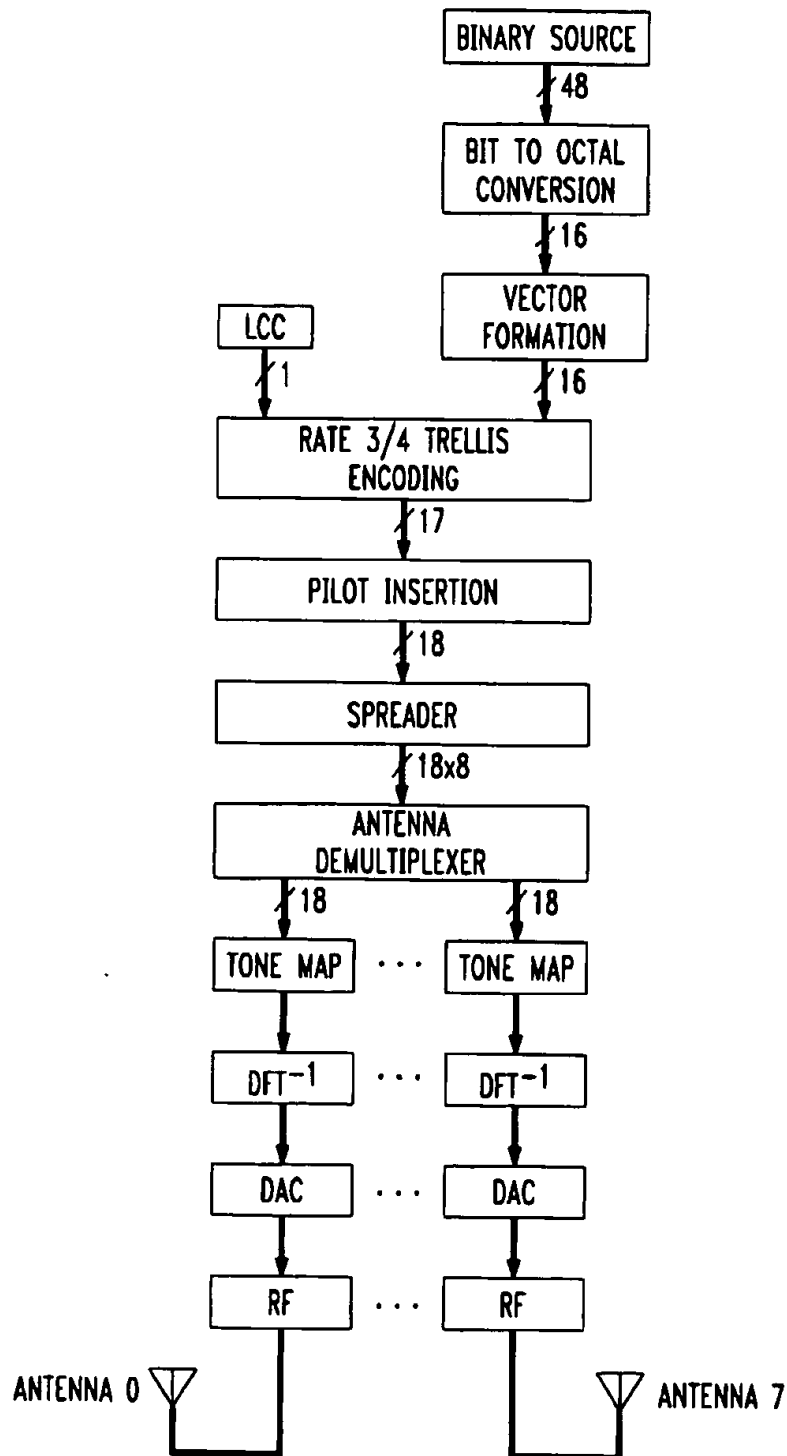 BINARY SOURCE
48
BIT TO OCTAL
CONVERSION
16
VECTOR
FORMATION
LCC
1
16
RATE 3/4 TRELLIS
ENCODING
17
PILOT INSERTION
18
SPREADER
18x8
ANTENNA
DEMULTIPLEXER
18 18
TONE MAP ... TONE MAP
DFT⁻¹ ... DFT⁻¹
DAC ... DAC
RF ... RF
ANTENNA 0 ANTENNA 7